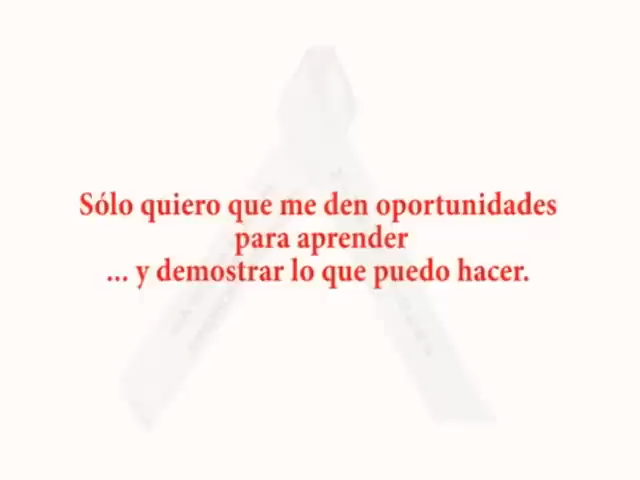 Sólo quiero que me den oportunidades
para aprender
... y demostrar lo que puedo hacer.